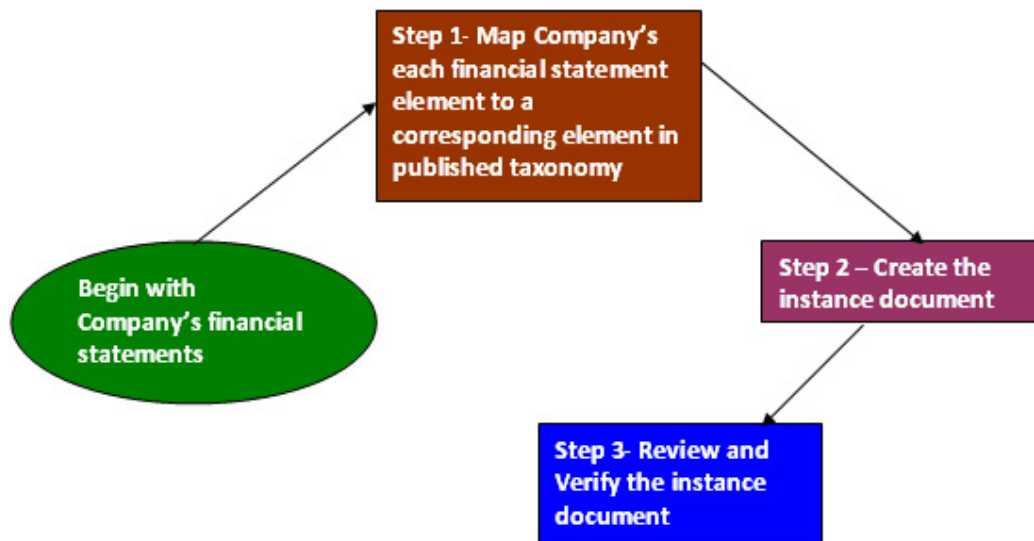 Step 1- Map Company's
each financial statement
element to a
corresponding element in
published taxonomy
Begin with
Company's financial
statements
Step 2 – Create the
instance document
Step 3- Review and
Verify the instance
document